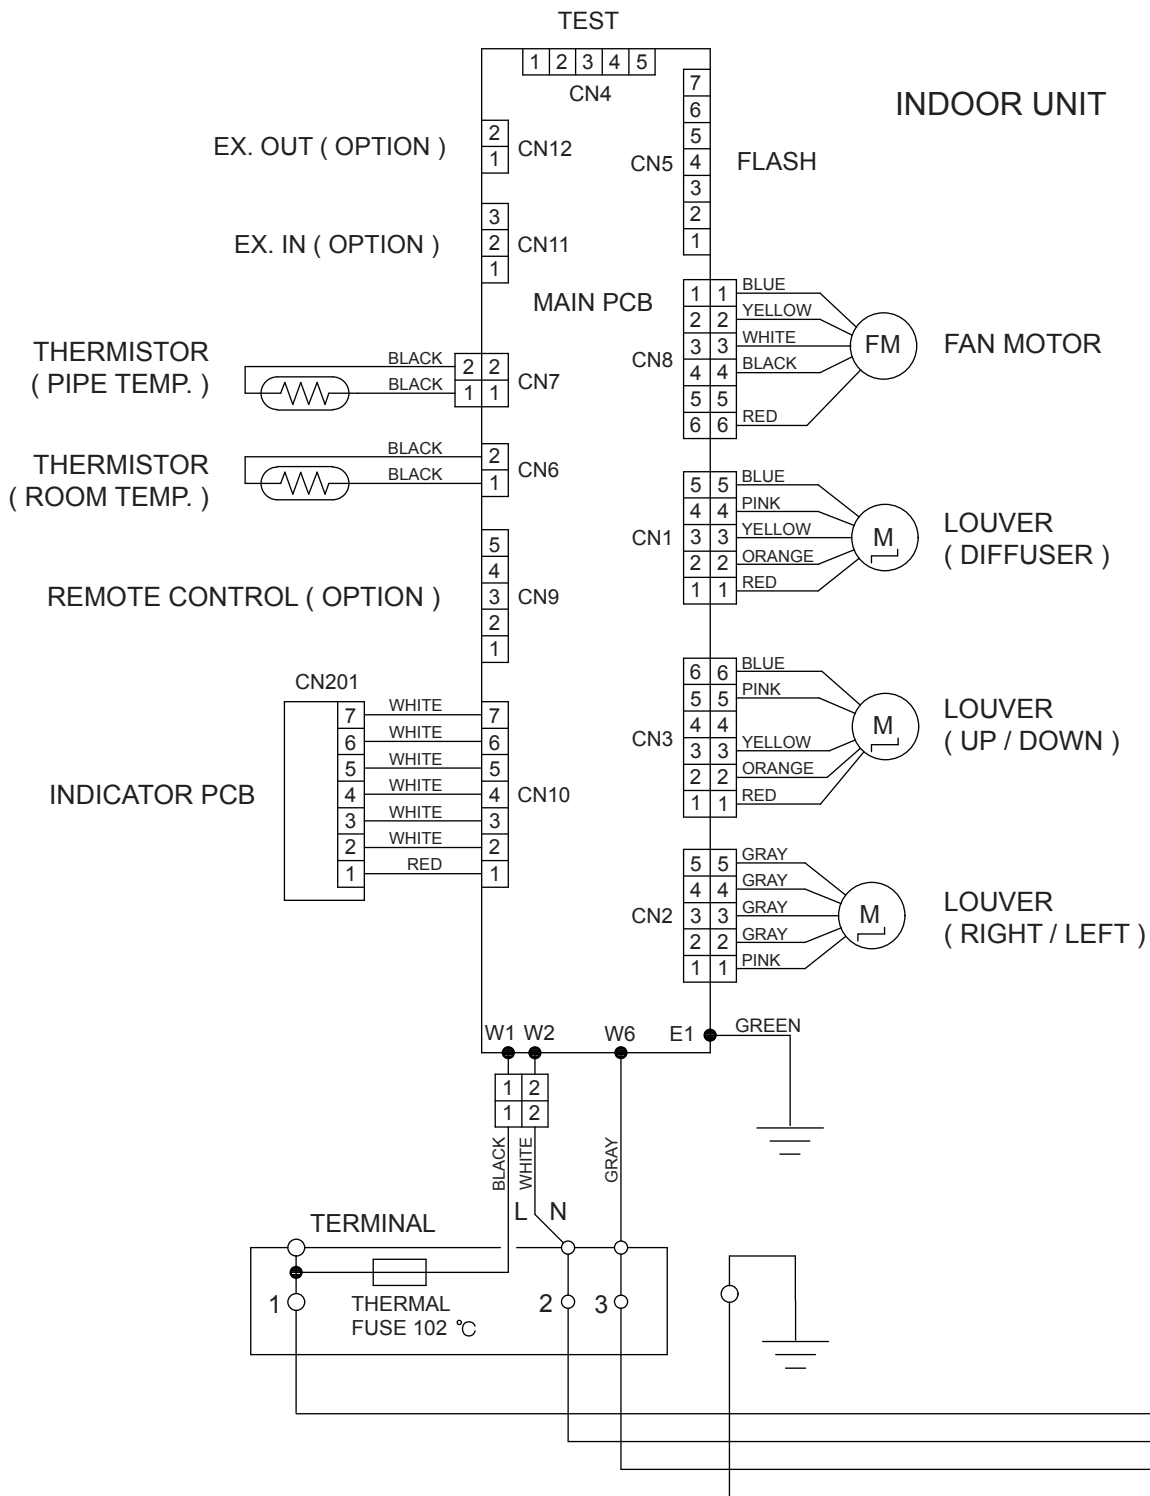 TEST
1 2 3 4 5
CN4
INDOOR UNIT
7
6
5
4
3
2
1
CN5
FLASH
EX. OUT ( OPTION )
2
1
CN12
EX. IN ( OPTION )
3
2
1
CN11
MAIN PCB
THERMISTOR
( PIPE TEMP. )
BLACK
BLACK
2 2
1 1
CN7
THERMISTOR
( ROOM TEMP. )
BLACK
BLACK
2
1
CN6
REMOTE CONTROL ( OPTION )
5
4
3
2
1
CN9
CN201
INDICATOR PCB
7 WHITE 7
6 WHITE 6
5 WHITE 5
4 WHITE 4
3 WHITE 3
2 WHITE 2
1 RED 1
CN10
CN8
1 1 BLUE
2 2 YELLOW
3 3 WHITE
4 4 BLACK
5 5
6 6 RED
FM
FAN MOTOR
CN1
5 5 BLUE
4 4 PINK
3 3 YELLOW
2 2 ORANGE
1 1 RED
M
LOUVER
( DIFFUSER )
CN3
6 6 BLUE
5 5 PINK
4 4
3 3 YELLOW
2 2 ORANGE
1 1 RED
M
LOUVER
( UP / DOWN )
CN2
5 5 GRAY
4 4 GRAY
3 3 GRAY
2 2 GRAY
1 1 PINK
M
LOUVER
( RIGHT / LEFT )
W1 W2 W6 E1 GREEN
1 2
1 2
BLACK
WHITE
GRAY
L N
TERMINAL
1
THERMAL
FUSE 102 ℃
2
3